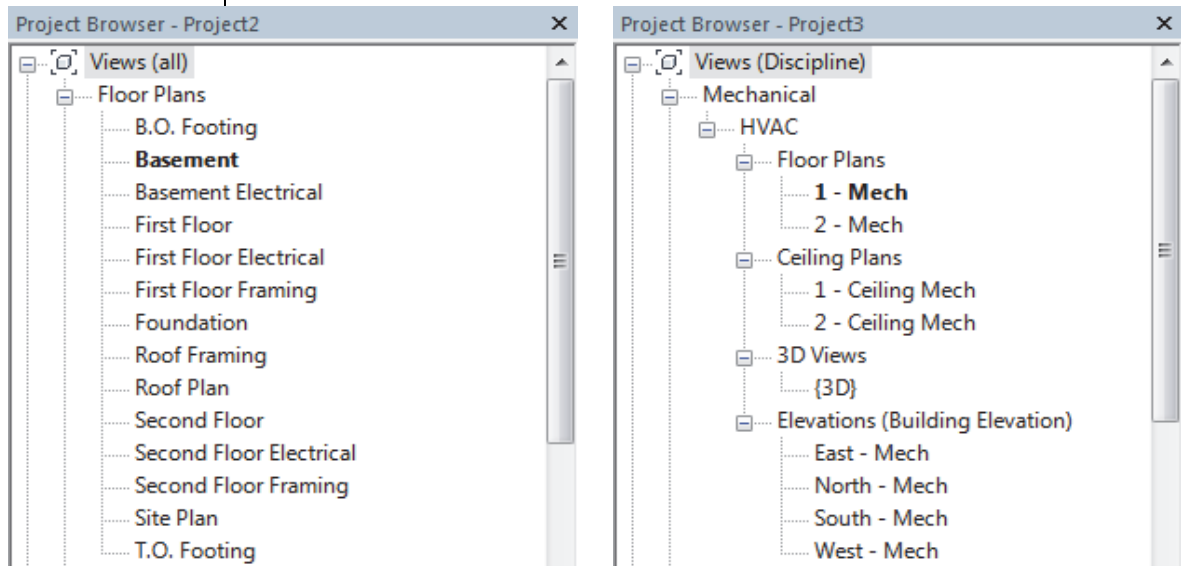 Project Browser - Project2
Views (all)
Floor Plans
B.O. Footing
Basement
Basement Electrical
First Floor
First Floor Electrical
First Floor Framing
Foundation
Roof Framing
Roof Plan
Second Floor
Second Floor Electrical
Second Floor Framing
Site Plan
T.O. Footing
Project Browser - Project3
Views (Discipline)
Mechanical
HVAC
Floor Plans
1 - Mech
2 - Mech
Ceiling Plans
1 - Ceiling Mech
2 - Ceiling Mech
3D Views
{3D}
Elevations (Building Elevation)
East - Mech
North - Mech
South - Mech
West - Mech